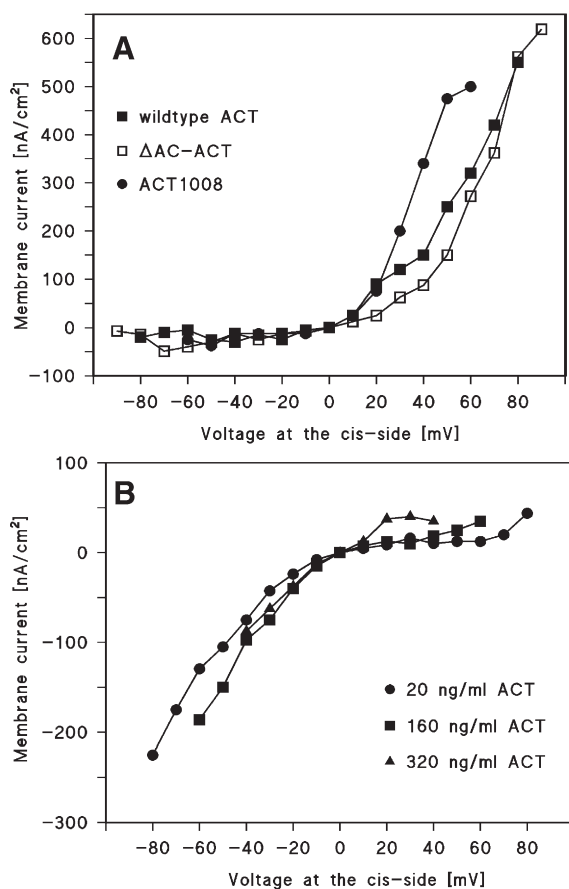 A
600
500
400
300
200
100
0
−100
Membrane current [nA/cm²]
wildtype ACT
ΔAC−ACT
ACT1008
−80 −60 −40 −20 0 20 40 60 80
Voltage at the cis−side [mV]
B
100
0
−100
−200
−300
Membrane current [nA/cm²]
20 ng/ml ACT
160 ng/ml ACT
320 ng/ml ACT
−80 −60 −40 −20 0 20 40 60 80
Voltage at the cis−side [mV]